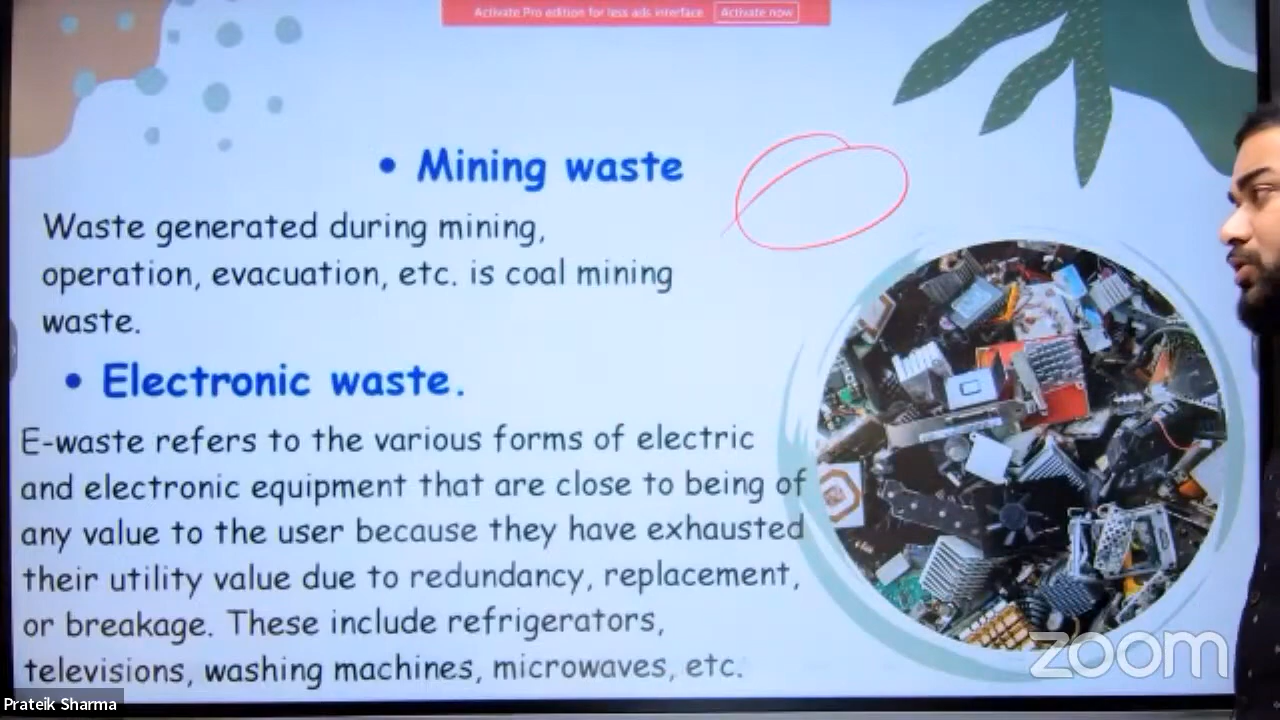 Activate Pro edition for less ads interface Activate now
• Mining waste
Waste generated during mining,
operation, evacuation, etc. is coal mining
waste.
• Electronic waste.
E-waste refers to the various forms of electric
and electronic equipment that are close to being of
any value to the user because they have exhausted
their utility value due to redundancy, replacement,
or breakage. These include refrigerators,
televisions, washing machines, microwaves, etc.
zoom
Prateik Sharma